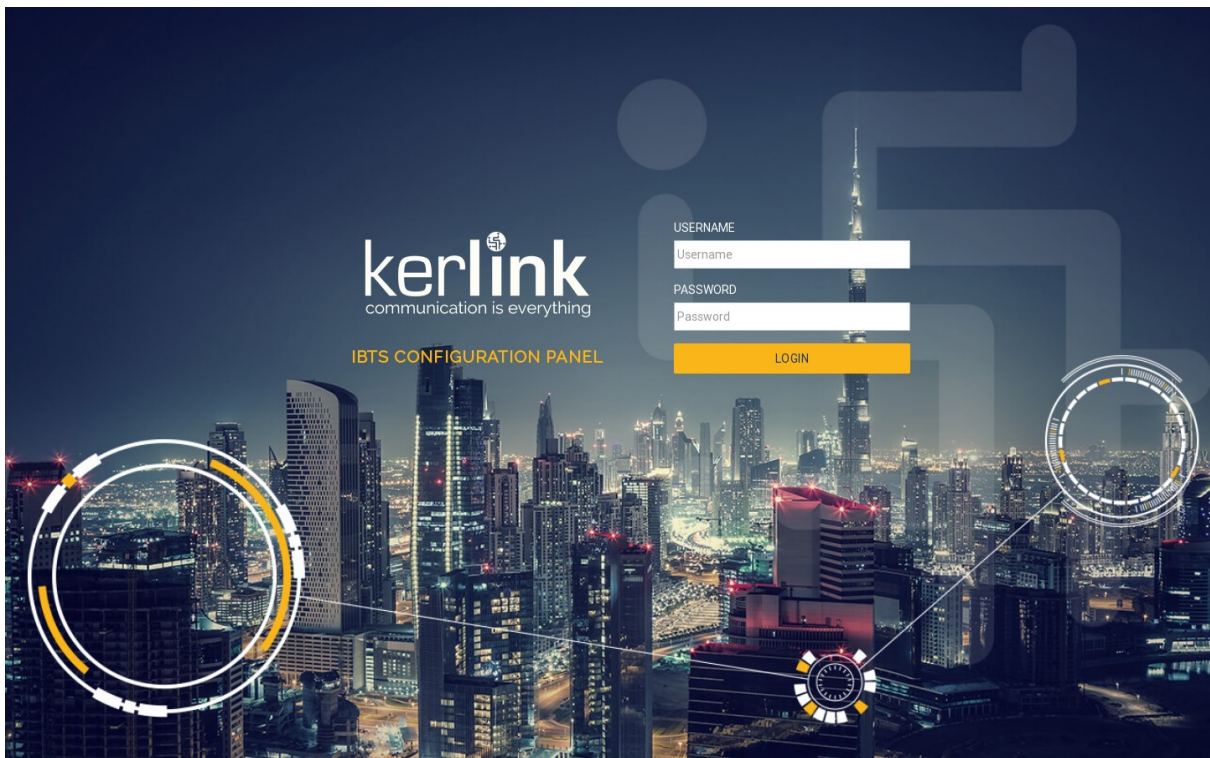 kerlink
communication is everything
IBTS CONFIGURATION PANEL
USERNAME
Username
PASSWORD
Password
LOGIN